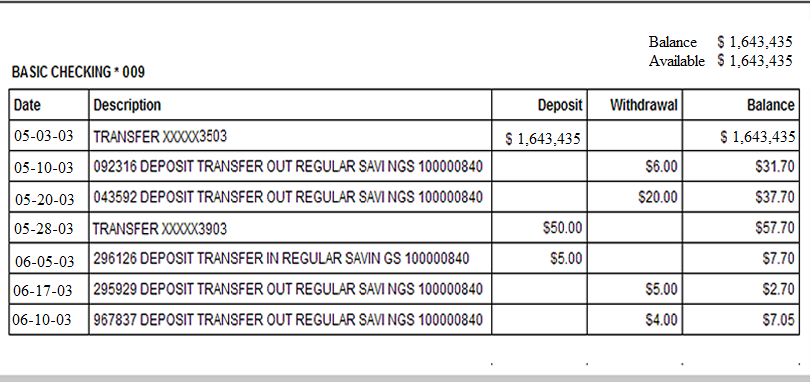 Balance $ 1,643,435
Available $ 1,643,435
BASIC CHECKING * 009
Date Description Deposit Withdrawal Balance
05-03-03 TRANSFER XXXXX3503 $ 1,643,435 $ 1,643,435
05-10-03 092316 DEPOSIT TRANSFER OUT REGULAR SAVI NGS 100000840 $6.00 $31.70
05-20-03 043592 DEPOSIT TRANSFER OUT REGULAR SAVI NGS 100000840 $20.00 $37.70
05-28-03 TRANSFER XXXXX3903 $50.00 $57.70
06-05-03 296126 DEPOSIT TRANSFER IN REGULAR SAVIN GS 100000840 $5.00 $7.70
06-17-03 295929 DEPOSIT TRANSFER OUT REGULAR SAVI NGS 100000840 $5.00 $2.70
06-10-03 967837 DEPOSIT TRANSFER OUT REGULAR SAVI NGS 100000840 $4.00 $7.05